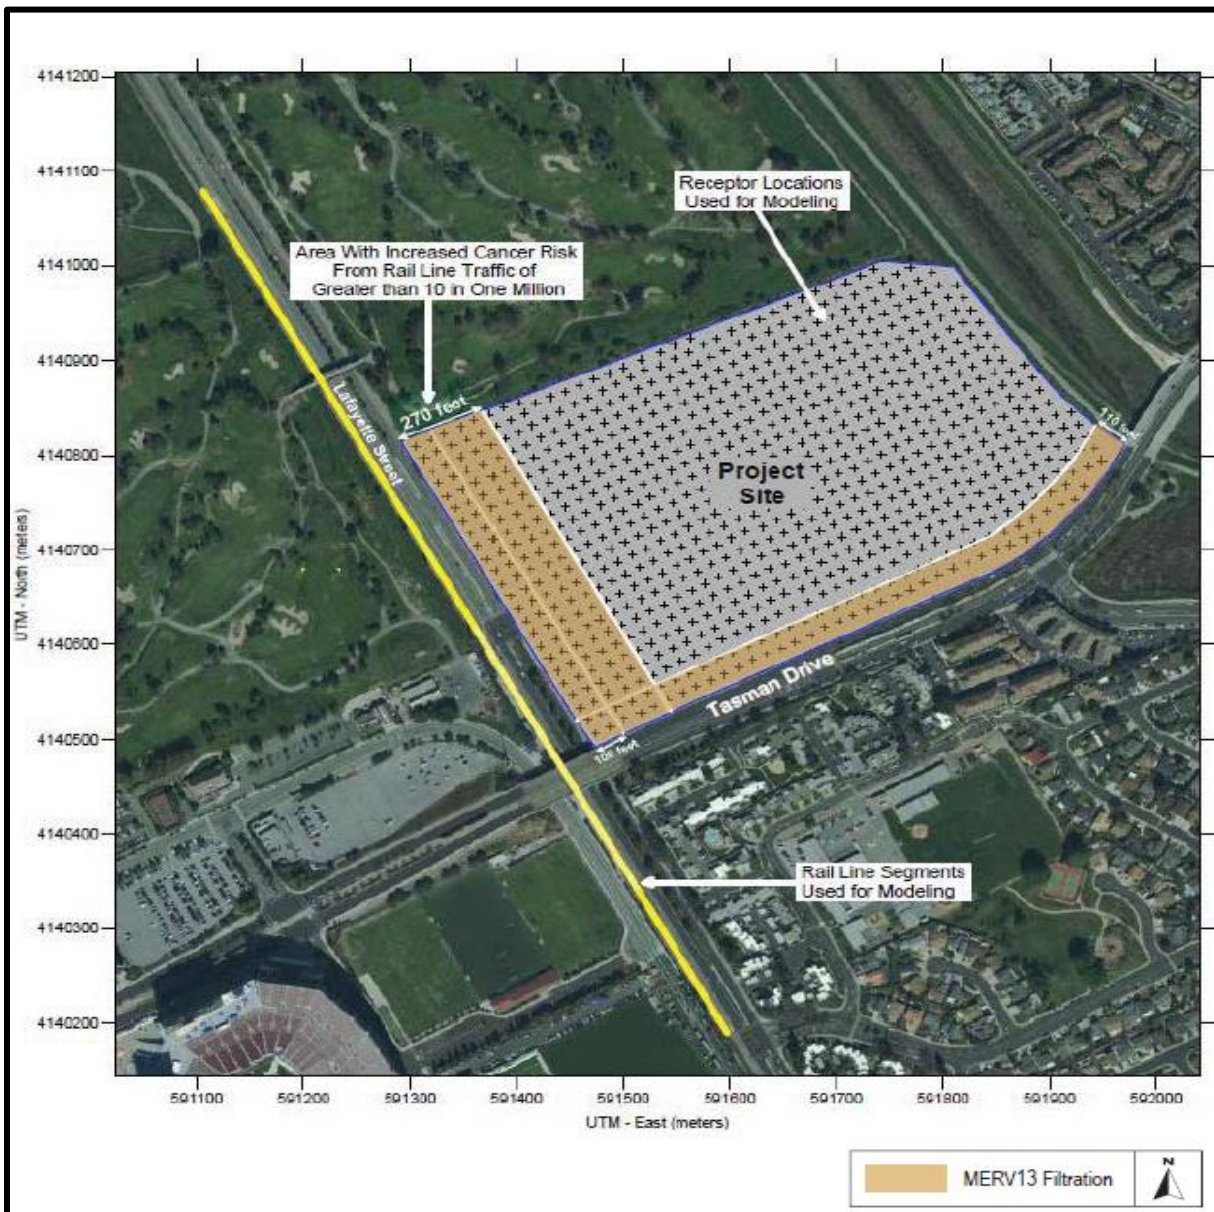 4141200
4141100
4141000
4140900
4140800
4140700
4140600
4140500
4140400
4140300
4140200
UTM - North (meters)
Receptor Locations
Used for Modeling
Area With Increased Cancer Risk
From Rail Line Traffic of
Greater than 10 in One Million
270 feet
Lafayette Street
110 feet
Project
Site
Tasman Drive
Rail Line Segments
Used for Modeling
591100
591200
591300
591400
591500
591600
591700
591800
591900
592000
UTM - East (meters)
MERV13 Filtration
N